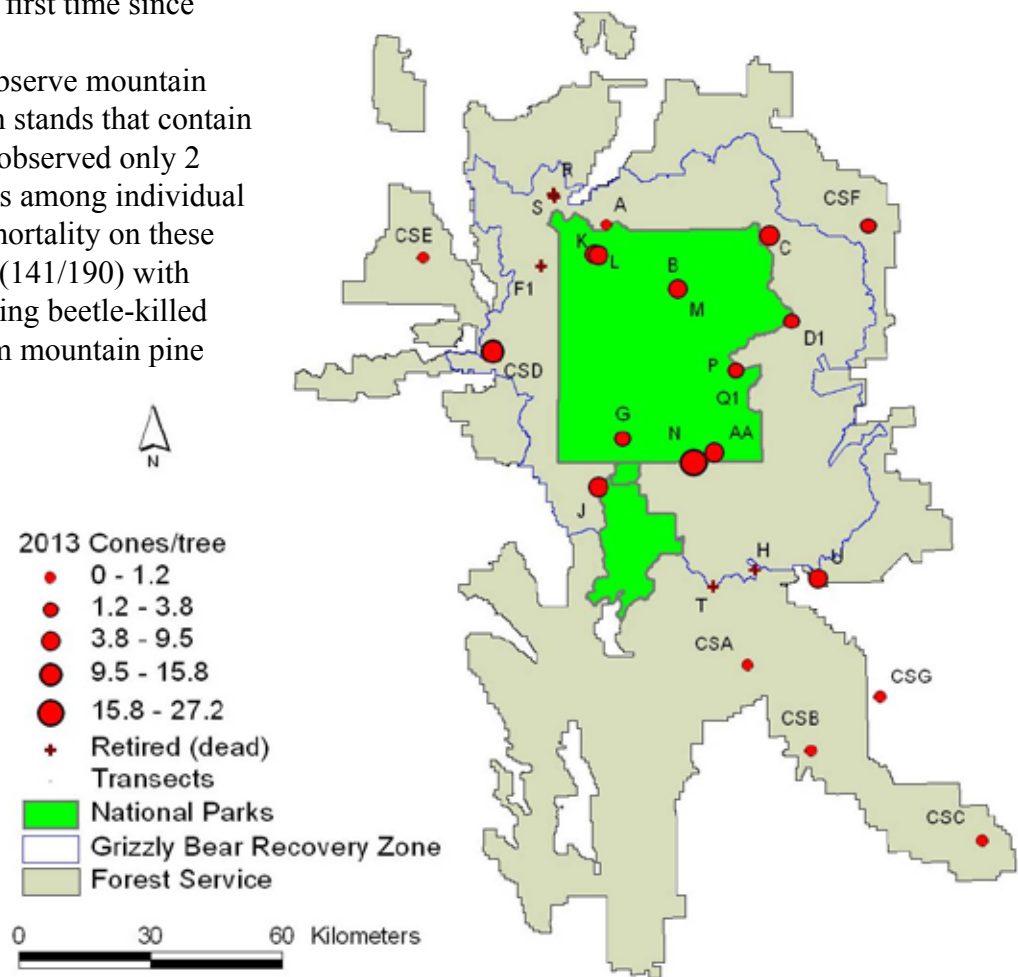 first time since
bserve mountain
n stands that contain
observed only 2
s among individual
mortality on these
(141/190) with
ing beetle-killed
m mountain pine
R
S
A
CSF
CSE
K
L
C
B
F1
M
D1
CSD
P
Q1
G
N
AA
J
N
H
U
T
CSA
CSG
CSB
CSC
2013 Cones/tree
0 - 1.2
1.2 - 3.8
3.8 - 9.5
9.5 - 15.8
15.8 - 27.2
Retired (dead)
Transects
National Parks
Grizzly Bear Recovery Zone
Forest Service
0 30 60 Kilometers